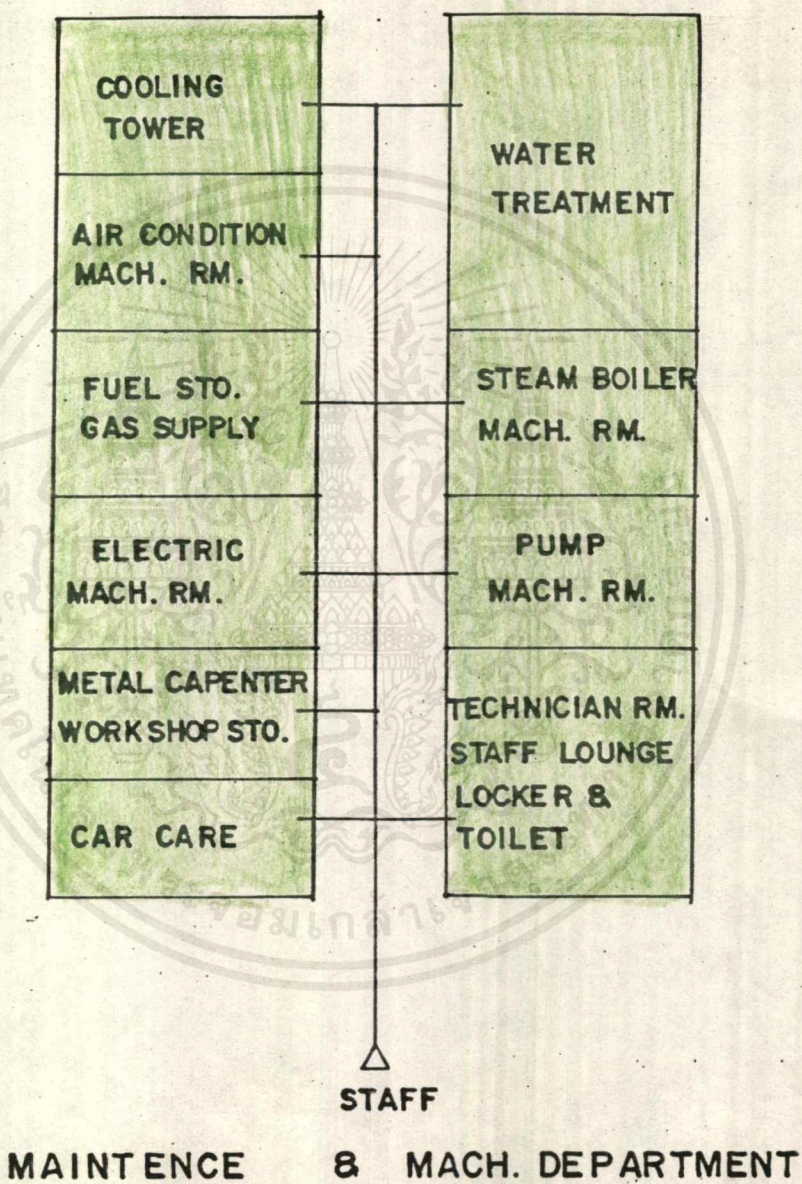 COOLING
TOWER
AIR CONDITION
MACH. RM.
FUEL STO.
GAS SUPPLY
ELECTRIC
MACH. RM.
METAL CAPENTER
WORKSHOP STO.
CAR CARE
WATER
TREATMENT
STEAM BOILER
MACH. RM.
PUMP
MACH. RM.
TECHNICIAN RM.
STAFF LOUNGE
LOCKER &
TOILET
STAFF
MAINTENCE & MACH. DEPARTMENT